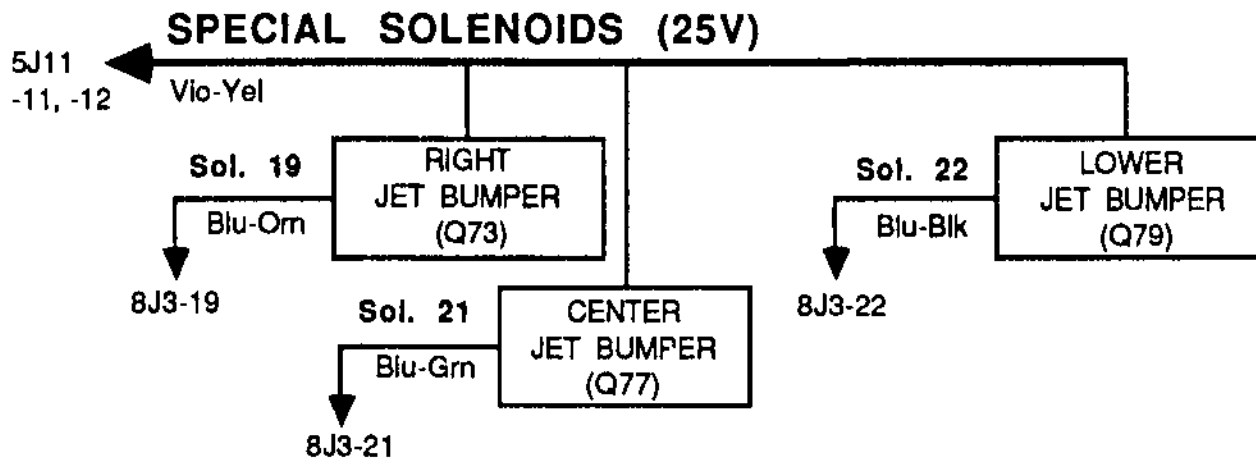 SPECIAL SOLENOIDS (25V)
5J11
-11, -12
Vio-Yel
Sol. 19
RIGHT
JET BUMPER
(Q73)
Blu-Orn
8J3-19
Sol. 21
CENTER
JET BUMPER
(Q77)
Blu-Grn
8J3-21
Sol. 22
LOWER
JET BUMPER
(Q79)
Blu-Blk
8J3-22